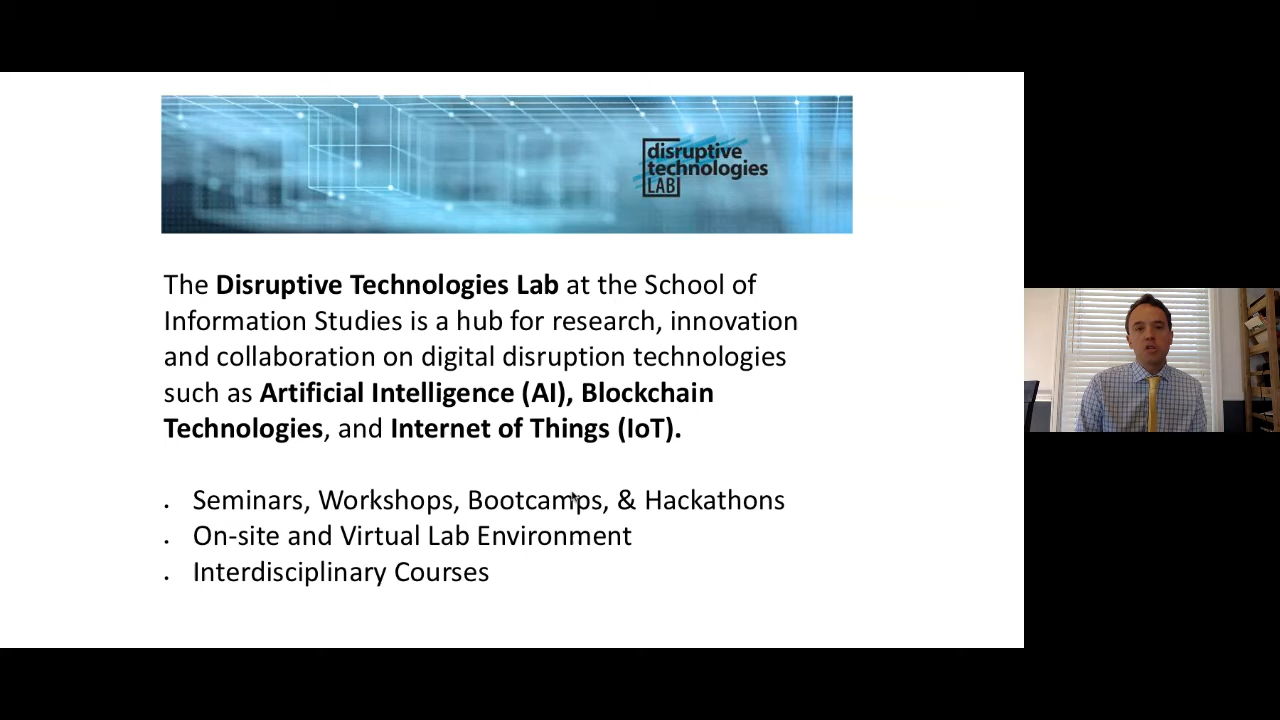 disruptive
technologies
LAB
The Disruptive Technologies Lab at the School of
Information Studies is a hub for research, innovation
and collaboration on digital disruption technologies
such as Artificial Intelligence (AI), Blockchain
Technologies, and Internet of Things (IoT).
• Seminars, Workshops, Bootcamps, & Hackathons
• On-site and Virtual Lab Environment
• Interdisciplinary Courses